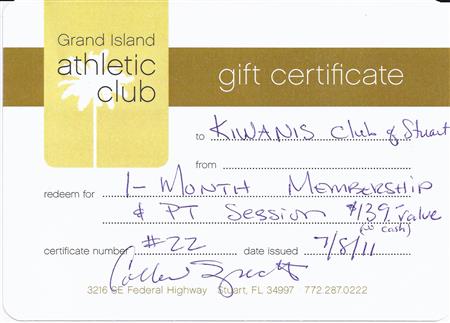 Grand Island
athletic
club
gift certificate
to KIWANIS Club of Stuart
from
redeem for 1-MONTH MEMBERSHIP
& PT Session $139 value
cash)
certificate number #22 date issued 7/8/11
3216 SE Federal Highway Stuart, FL 34997 772.287.0222